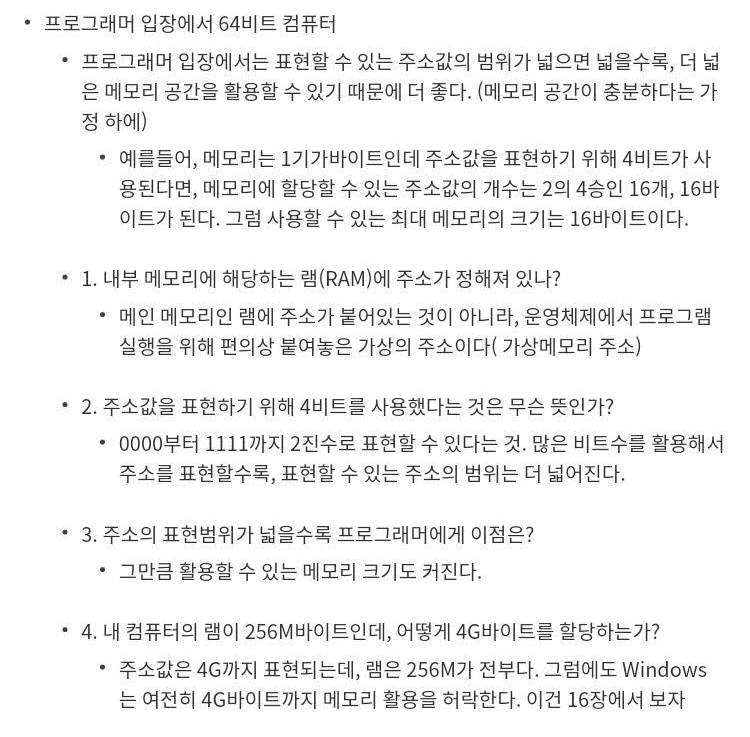 • 프로그래머 입장에서 64비트 컴퓨터
• 프로그래머 입장에서는 표현할 수 있는 주소값의 범위가 넓으면 넓을수록, 더 넓
은 메모리 공간을 활용할 수 있기 때문에 더 좋다. (메모리 공간이 충분하다는 가
정 하에)
• 예를들어, 메모리는 1기가바이트인데 주소값을 표현하기 위해 4비트가 사
용된다면, 메모리에 할당할 수 있는 주소값의 개수는 2의 4승인 16개, 16바
이트가 된다. 그럼 사용할 수 있는 최대 메모리의 크기는 16바이트이다.
• 1. 내부 메모리에 해당하는 램(RAM)에 주소가 정해져 있나?
• 메인 메모리인 램에 주소가 붙어있는 것이 아니라, 운영체제에서 프로그램
실행을 위해 편의상 붙여놓은 가상의 주소이다( 가상메모리 주소)
• 2. 주소값을 표현하기 위해 4비트를 사용했다는 것은 무슨 뜻인가?
• 0000부터 1111까지 2진수로 표현할 수 있다는 것. 많은 비트수를 활용해서
주소를 표현할수록, 표현할 수 있는 주소의 범위는 더 넓어진다.
• 3. 주소의 표현범위가 넓을수록 프로그래머에게 이점은?
• 그만큼 활용할 수 있는 메모리 크기도 커진다.
• 4. 내 컴퓨터의 램이 256M바이트인데, 어떻게 4G바이트를 할당하는가?
• 주소값은 4G까지 표현되는데, 램은 256M가 전부다. 그럼에도 Windows
는 여전히 4G바이트까지 메모리 활용을 허락한다. 이건 16장에서 보자